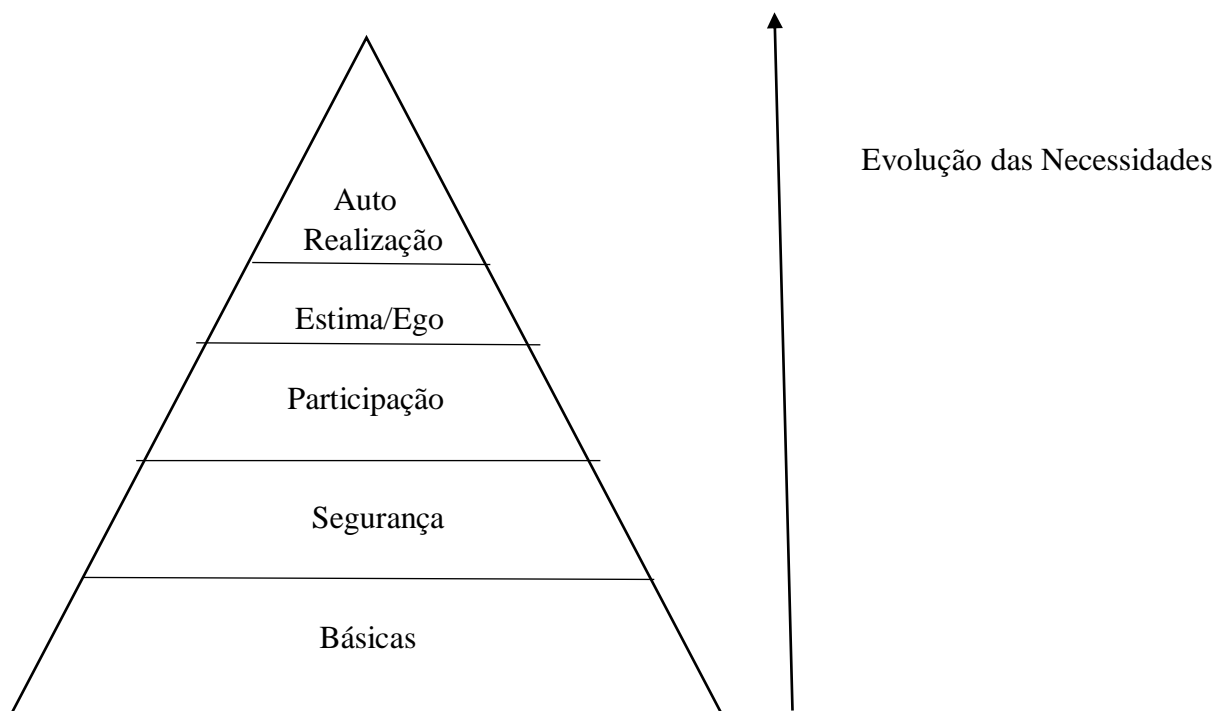 Evolução das Necessidades
Auto
Realização
Estima/Ego
Participação
Segurança
Básicas